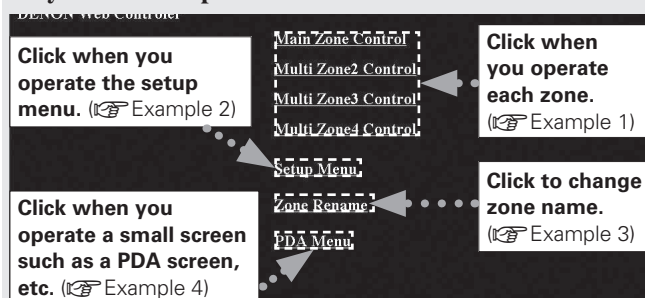 DENON Web Controler
Click when you
operate the setup
menu. (☞ Example 2)
Main Zone Control
Multi Zone2 Control
Multi Zone3 Control
Multi Zone4 Control
Click when
you operate
each zone.
(☞ Example 1)
Setup Menu
Zone Rename
PDA Menu
Click to change
zone name.
(☞ Example 3)
Click when you
operate a small screen
such as a PDA screen,
etc. (☞ Example 4)